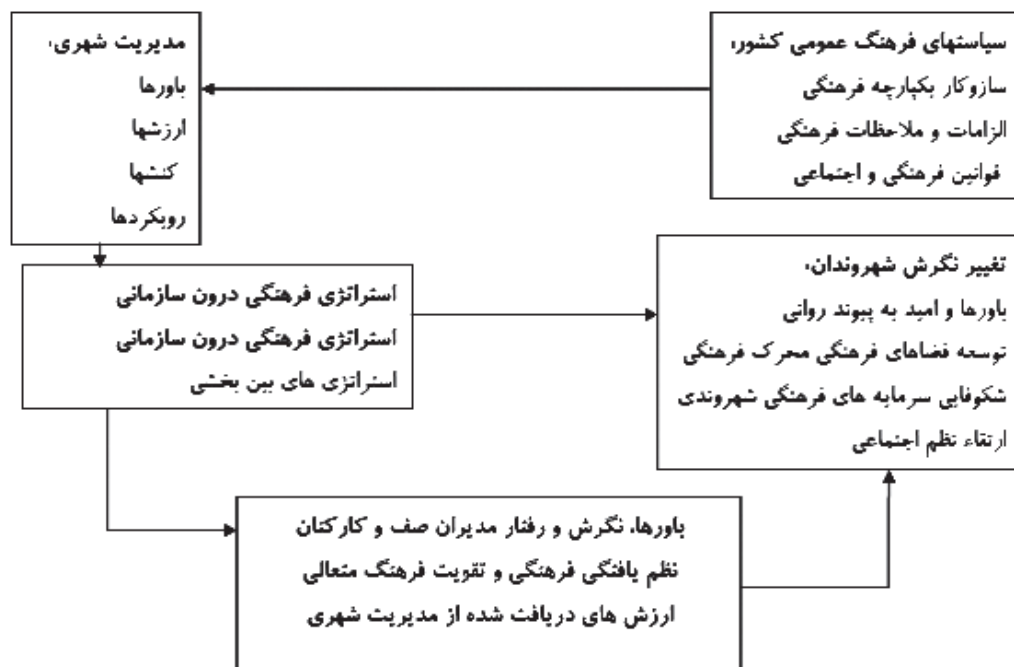 سیاستهای فرهنگ عمومی کشور،
سازوکار یکپارچه فرهنگی
الزامات و ملاحظات فرهنگی
قوانین فرهنگی و اجتماعی
مدیریت شهری،
باورها
ارزشها
کنشها
رویکردها
استراتژی فرهنگی درون سازمانی
استراتژی فرهنگی درون سازمانی
استراتژی های بین بخشی
تغییر نگرش شهروندان،
باورها و امید به پیوند روانی
توسعه فضاهای فرهنگی محرک فرهنگی
شکوفایی سرمایه های فرهنگی شهروندی
ارتقاء نظم اجتماعی
باورها، نگرش و رفتار مدیران صف و کارکنان
نظم یافتگی فرهنگی و تقویت فرهنگ متعالی
ارزش های دریافت شده از مدیریت شهری